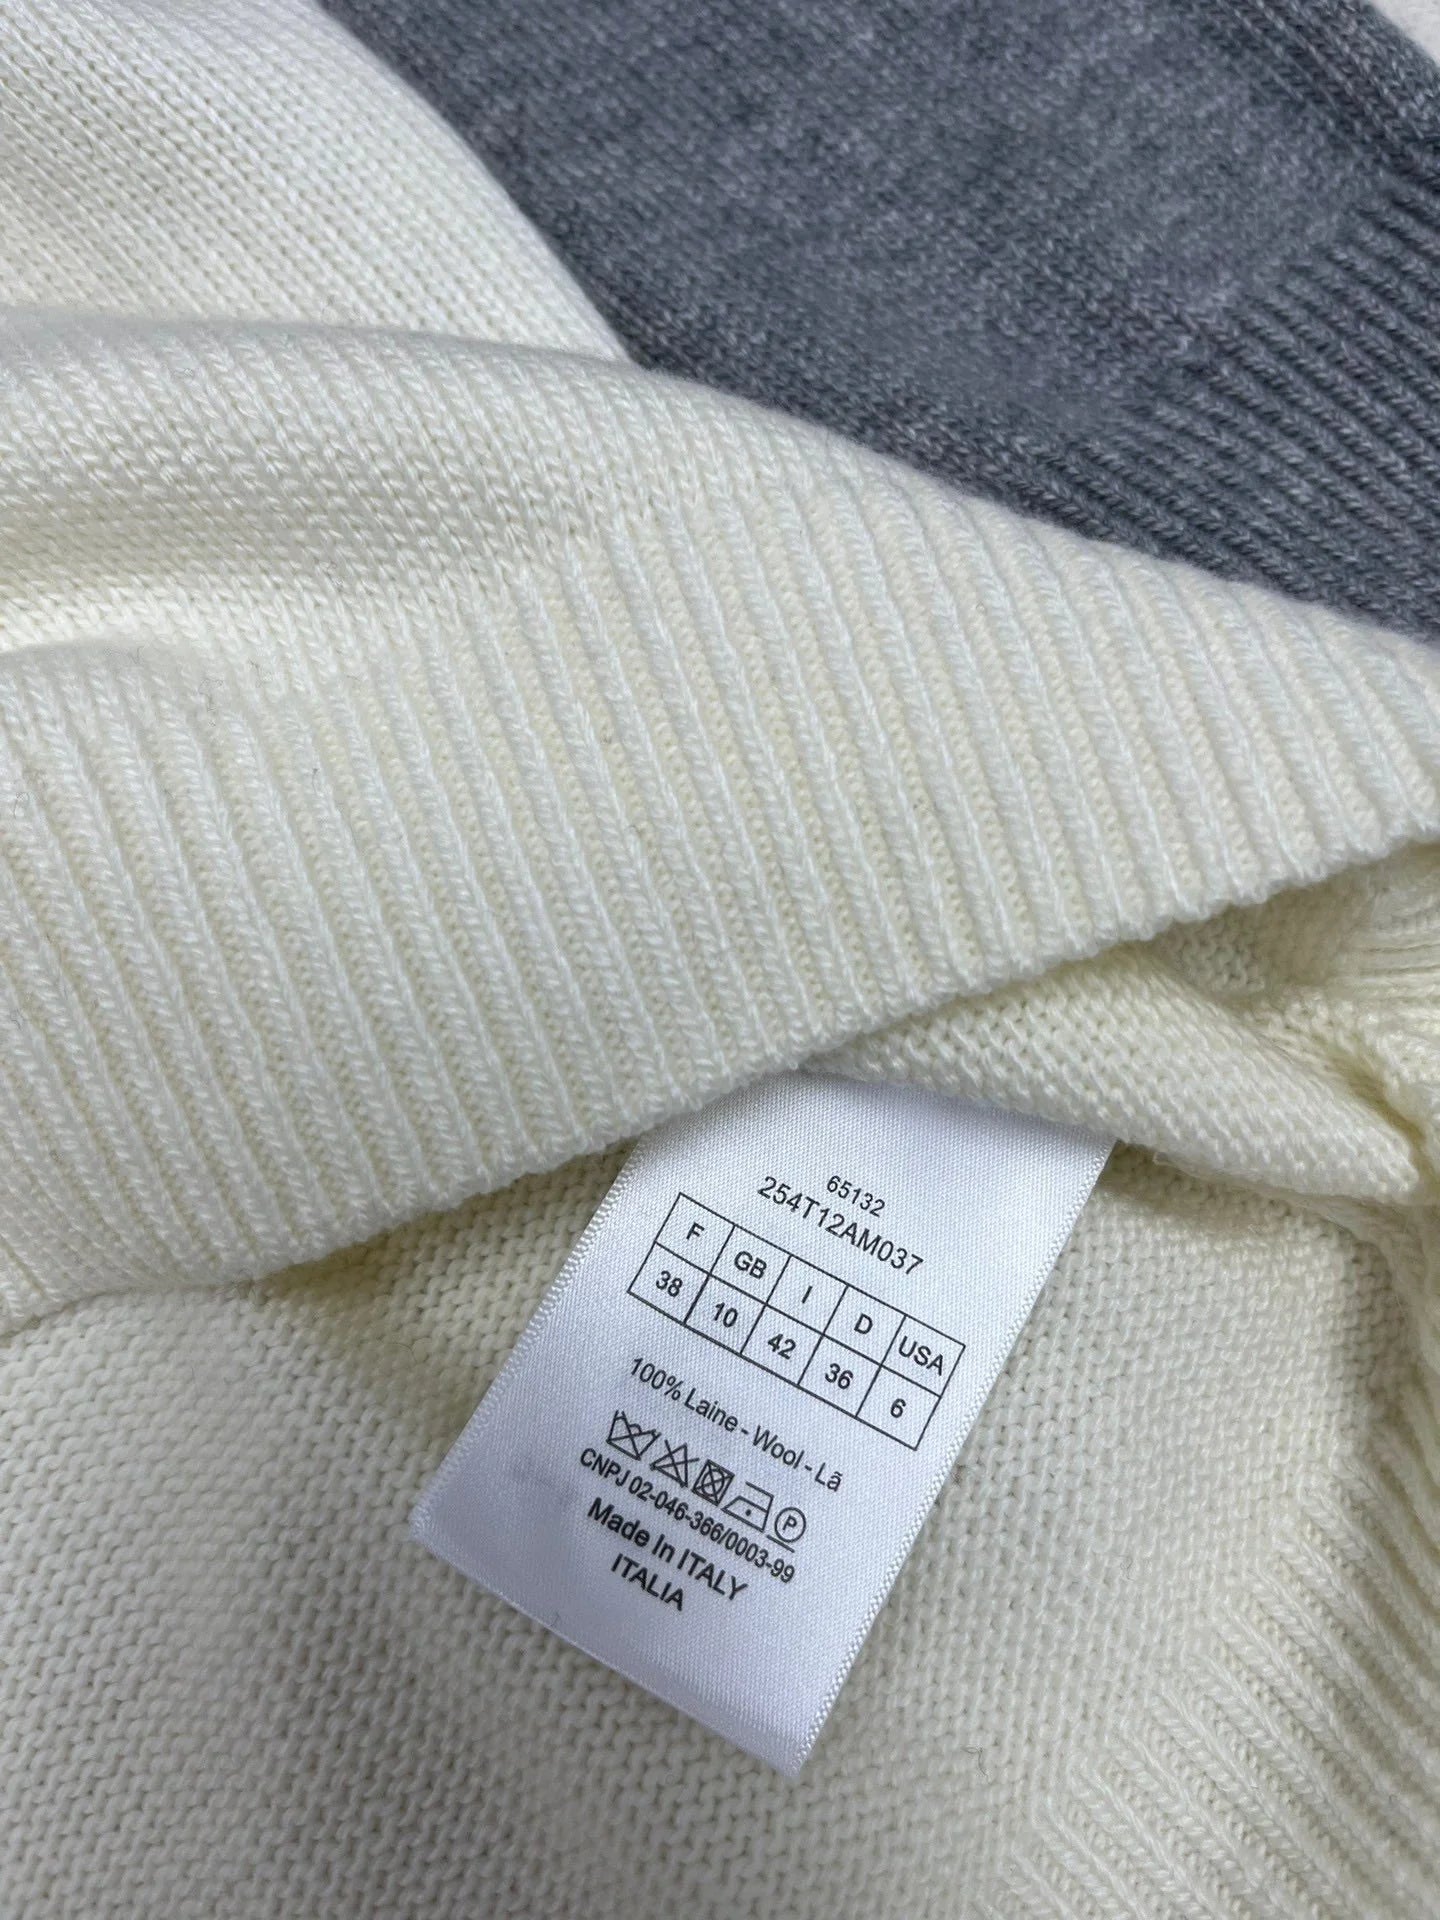 65132
254T12AM037
F GB I D USA
38 10 42 36 6
100% Laine - Wool - Lã
P
CNPJ 02-046-366/0003-99
Made In ITALY
ITALIA